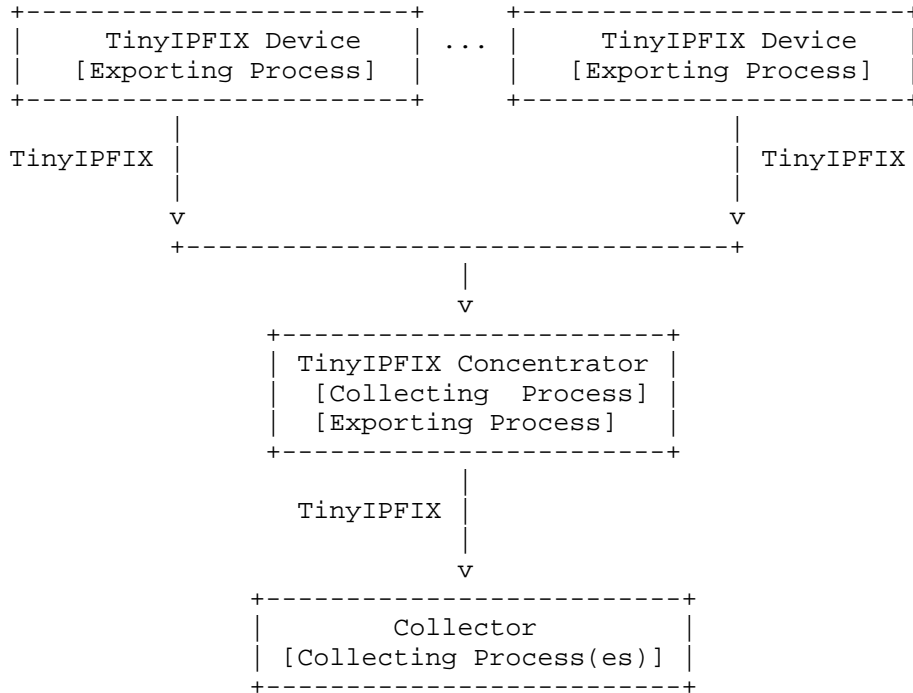 TinyIPFIX Device ... TinyIPFIX Device
[Exporting Process] [Exporting Process]
TinyIPFIX TinyIPFIX
v v
v
TinyIPFIX Concentrator
[Collecting  Process]
[Exporting Process]
TinyIPFIX
v
Collector
[Collecting Process(es)]